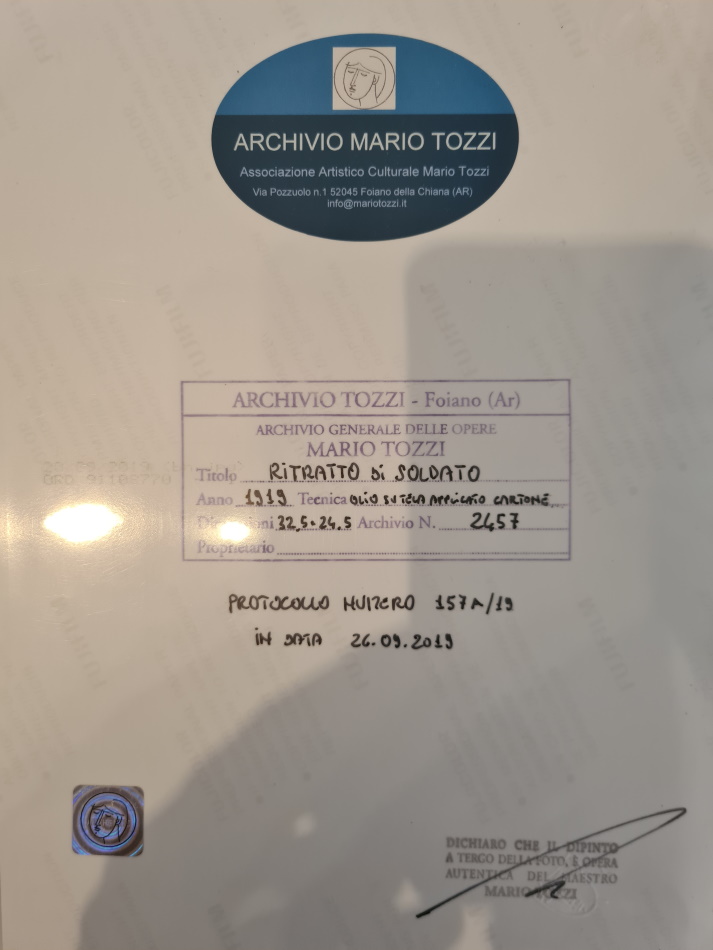 ARCHIVIO MARIO TOZZI
Associazione Artistico Culturale Mario Tozzi
Via Pozzuolo n.1 52045 Foiano della Chiana (AR)
info@mariotozzi.it
ARCHIVIO TOZZI - Foiano (Ar)
ARCHIVIO GENERALE DELLE OPERE
MARIO TOZZI
Titolo RITRATTO Di SOLDATO
Anno 1919 Tecnica OLIO SU TELA APPLICATO CARTONE
Dimensioni 32,5×24,5 Archivio N. 2457
Proprietario
PROTOCOLLO NUMERO 157A/19
IN DATA 26.09.2019
DICHIARO CHE IL DIPINTO
A TERGO DELLA FOTO, È OPERA
AUTENTICA DEL MAESTRO
MARIO TOZZI